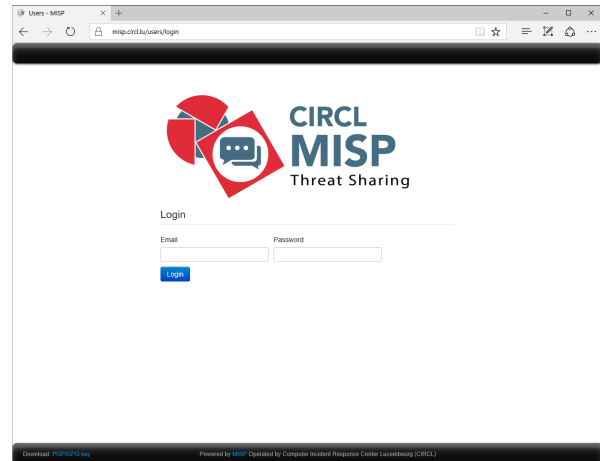 Users - MISP
misp.circl.lu/users/login
CIRCL
MISP
Threat Sharing
Login
Email Password
Login
Download: PGP/GPG key Powered by MISP Operated by Computer Incident Response Center Luxembourg (CIRCL)